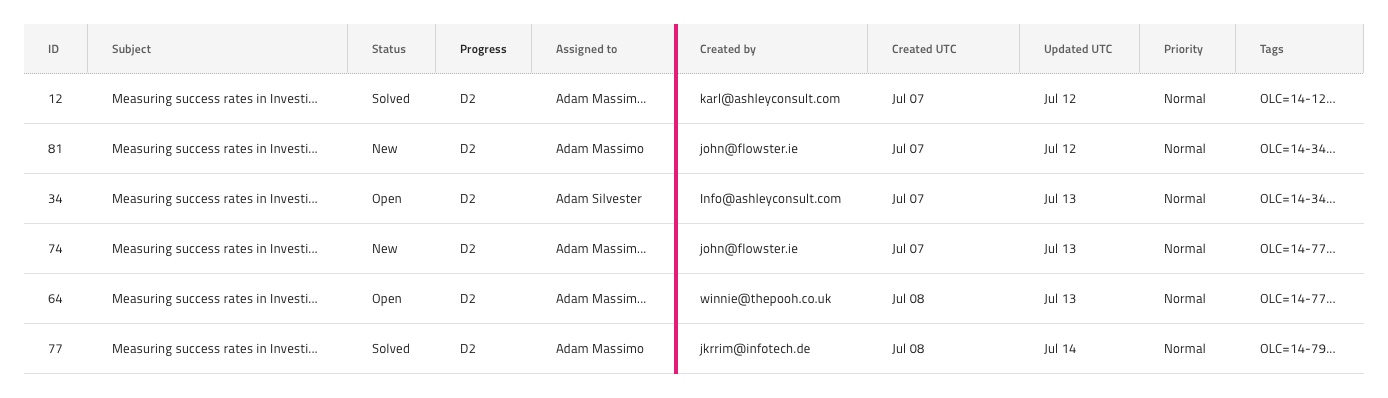 ID Subject Status Progress Assigned to Created by Created UTC Updated UTC Priority Tags
12 Measuring success rates in Investi... Solved D2 Adam Massim... karl@ashleyconsult.com Jul 07 Jul 12 Normal OLC=14-12...
81 Measuring success rates in Investi... New D2 Adam Massimo john@flowster.ie Jul 07 Jul 12 Normal OLC=14-34...
34 Measuring success rates in Investi... Open D2 Adam Silvester Info@ashleyconsult.com Jul 07 Jul 13 Normal OLC=14-34...
74 Measuring success rates in Investi... New D2 Adam Massim... john@flowster.ie Jul 07 Jul 13 Normal OLC=14-77...
64 Measuring success rates in Investi... Open D2 Adam Massim... winnie@thepooh.co.uk Jul 08 Jul 13 Normal OLC=14-77...
77 Measuring success rates in Investi... Solved D2 Adam Massimo jkrrim@infotech.de Jul 08 Jul 14 Normal OLC=14-79...